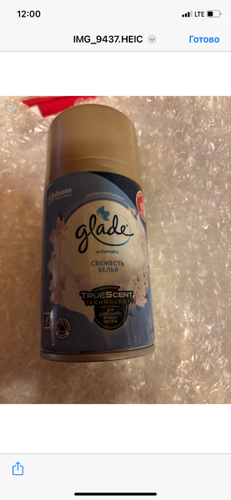 12:00
LTE
IMG_9437.HEIC
Готово
glade
automatic
СВЕЖЕСТЬ
БЕЛЬЯ
TRUESCENT
TECHNOLOGY